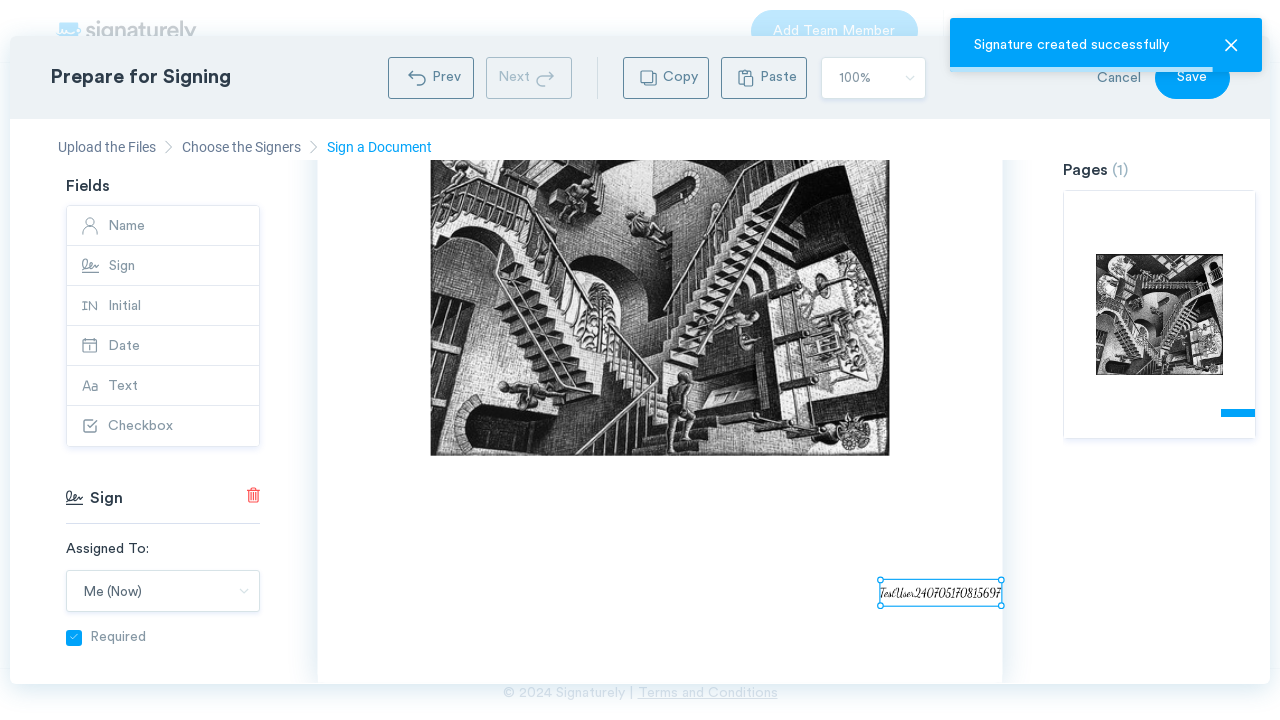 signaturely
Add Team Member
Signature created successfully
Prepare for Signing
Prev
Next
Copy
Paste
100%
Cancel
Save
Upload the Files
Choose the Signers
Sign a Document
Fields
Name
Sign
IN Initial
Date
Aa Text
Checkbox
Sign
Assigned To:
Me (Now)
Required
TestUser240705170815697
Pages (1)
© 2024 Signaturely | Terms and Conditions